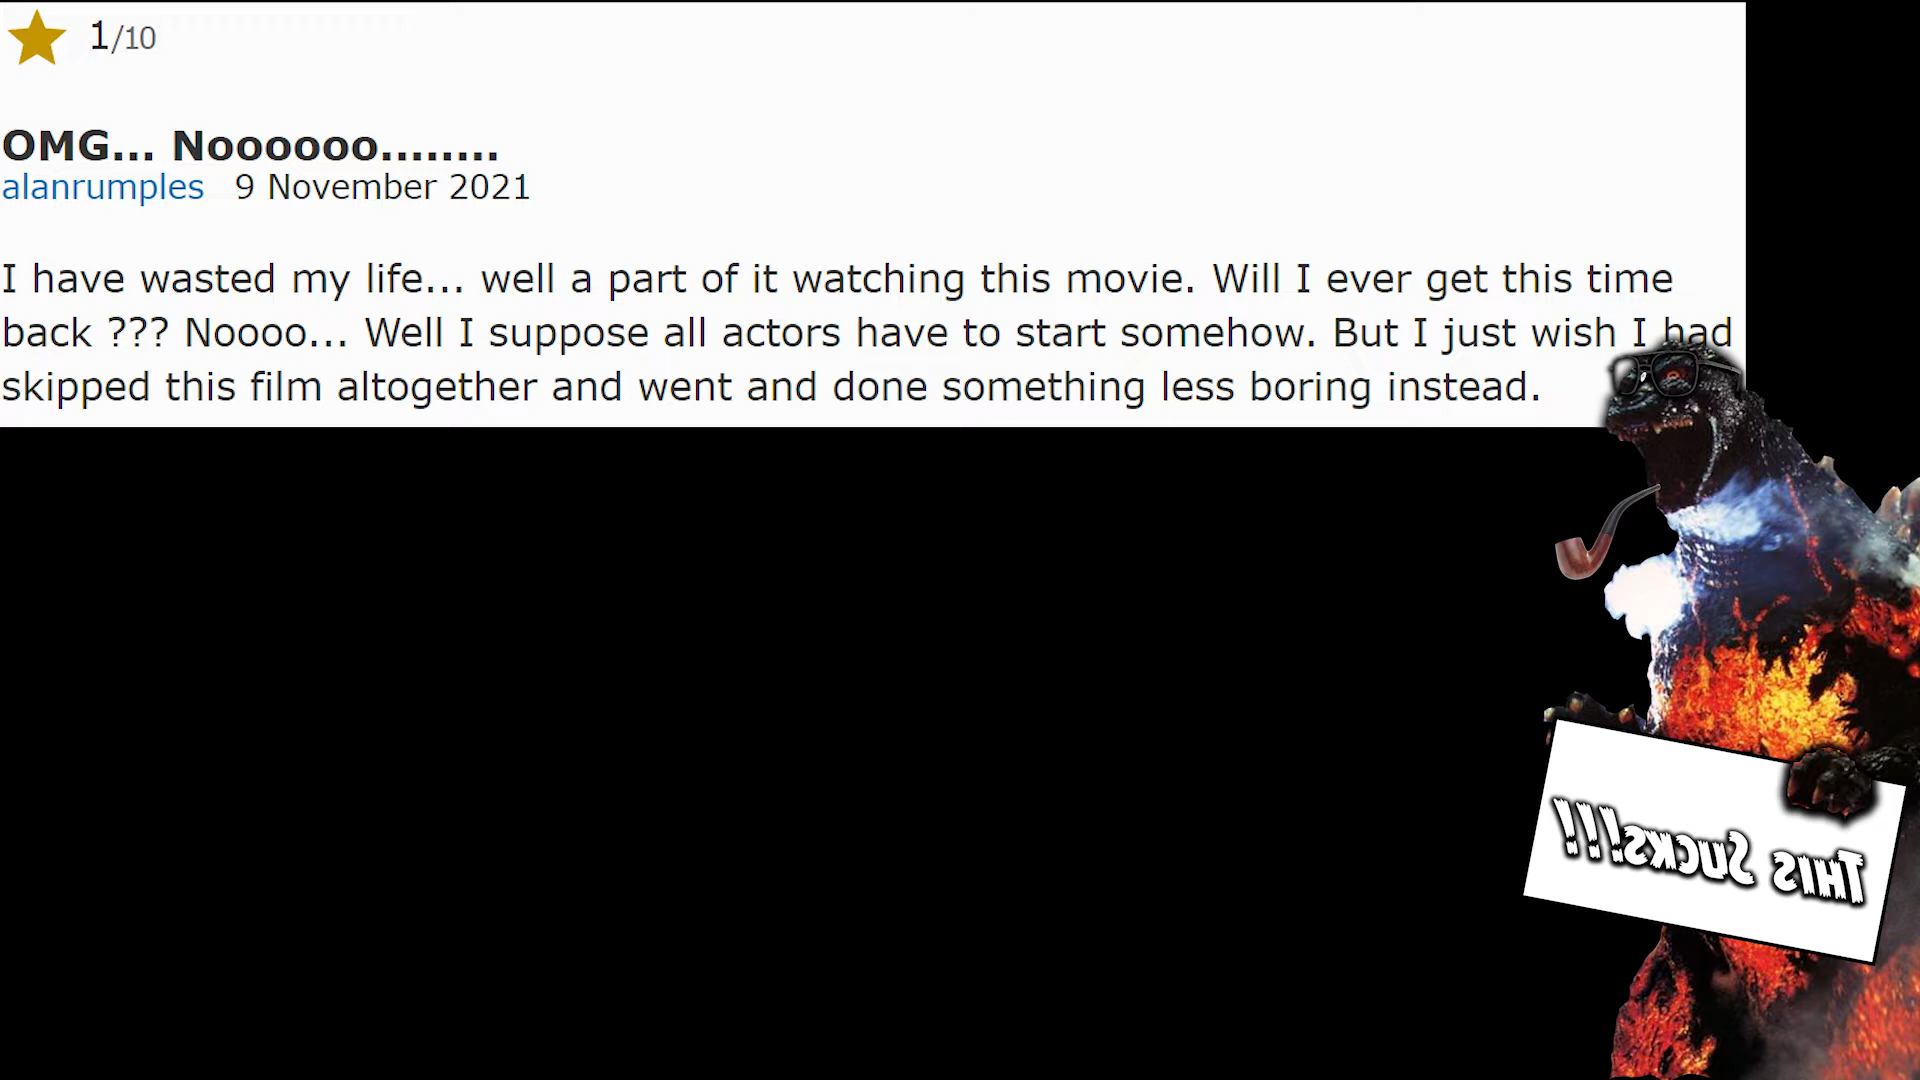 1/10
OMG... Noooooo........
alanrumples 9 November 2021
I have wasted my life... well a part of it watching this movie. Will I ever get this time
back ??? Noooo... Well I suppose all actors have to start somehow. But I just wish I had
skipped this film altogether and went and done something less boring instead.
This Sucks!!!